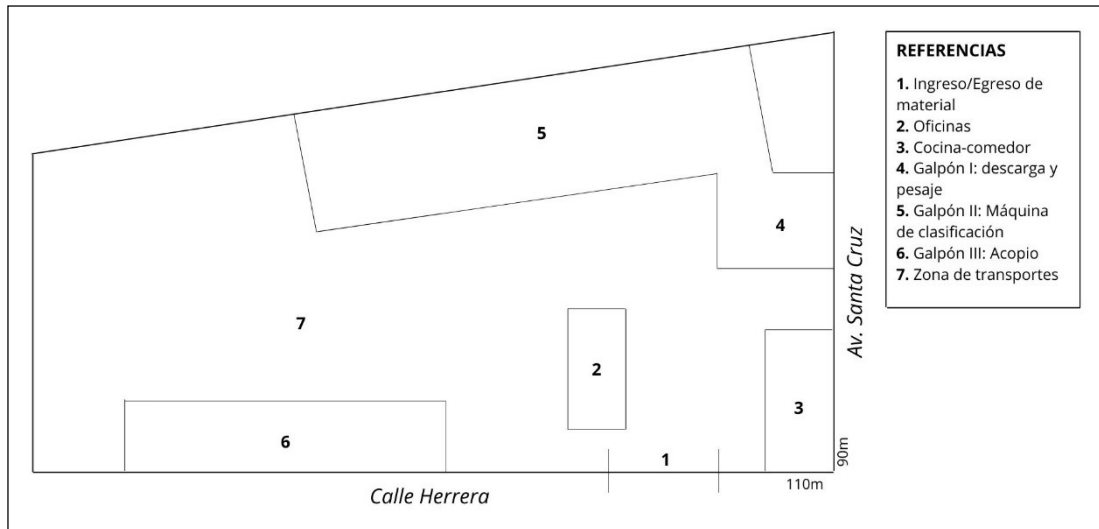 REFERENCIAS
1. Ingreso/Egreso de
material
2. Oficinas
3. Cocina-comedor
4. Galpón I: descarga y
pesaje
5. Galpón II: Máquina
de clasificación
6. Galpón III: Acopio
7. Zona de transportes
5
4
Av. Santa Cruz
7
2
3
6
1
90m
110m
Calle Herrera